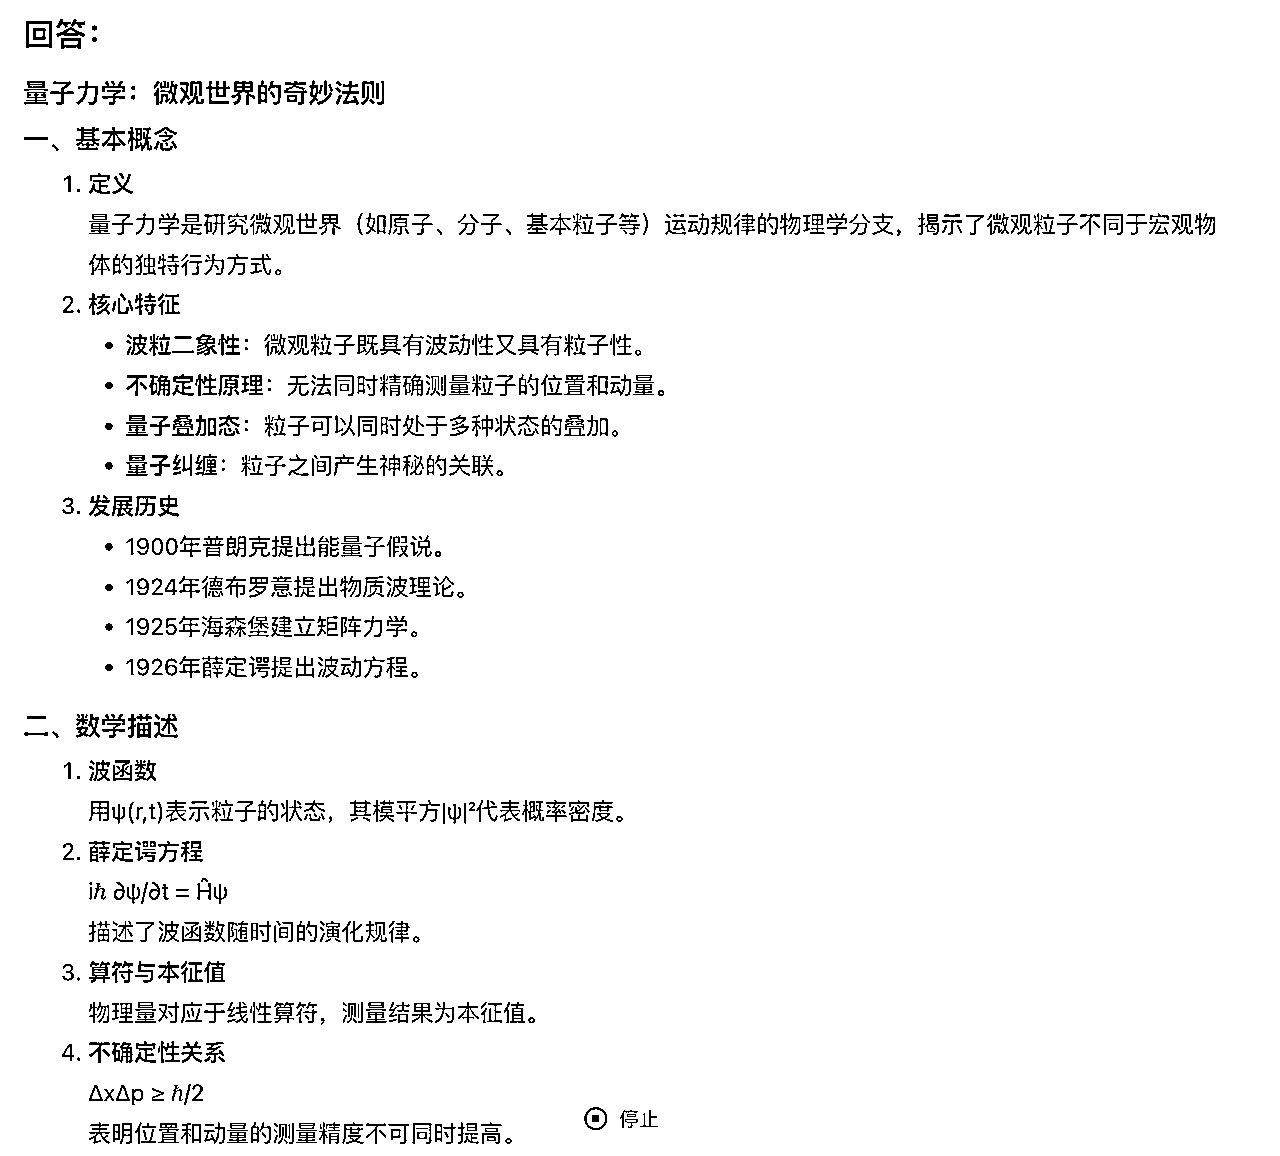 回答：
量子力学：微观世界的奇妙法则
一、基本概念
1. 定义
量子力学是研究微观世界（如原子、分子、基本粒子等）运动规律的物理学分支，揭示了微观粒子不同于宏观物
体的独特行为方式。
2. 核心特征
• 波粒二象性：微观粒子既具有波动性又具有粒子性。
• 不确定性原理：无法同时精确测量粒子的位置和动量。
• 量子叠加态：粒子可以同时处于多种状态的叠加。
• 量子纠缠：粒子之间产生神秘的关联。
3. 发展历史
• 1900年普朗克提出能量子假说。
• 1924年德布罗意提出物质波理论。
• 1925年海森堡建立矩阵力学。
• 1926年薛定谔提出波动方程。
二、数学描述
1. 波函数
用ψ(r,t)表示粒子的状态，其模平方|ψ|²代表概率密度。
2. 薛定谔方程
iℏ ∂ψ/∂t = Ĥψ
描述了波函数随时间的演化规律。
3. 算符与本征值
物理量对应于线性算符，测量结果为本征值。
4. 不确定性关系
ΔxΔp ≥ ℏ/2
停止
表明位置和动量的测量精度不可同时提高。